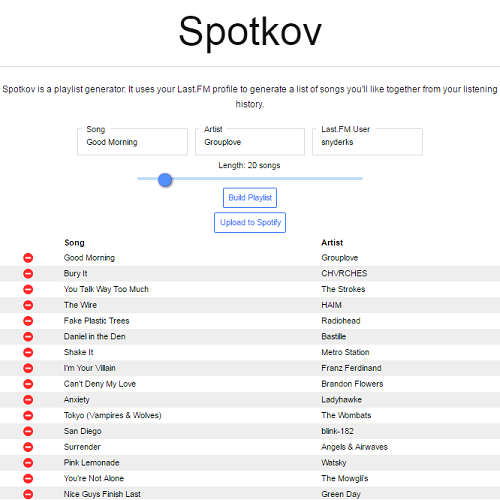 Spotkov
Spotkov is a playlist generator. It uses your Last.FM profile to generate a list of songs you'll like together from your listening
history.
Song Artist Last.FM User
Good Morning Grouplove snyderks
Length: 20 songs
Build Playlist
Upload to Spotify
Song Artist
Good Morning Grouplove
Bury It CHVRCHES
You Talk Way Too Much The Strokes
The Wire HAIM
Fake Plastic Trees Radiohead
Daniel in the Den Bastille
Shake It Metro Station
I'm Your Villain Franz Ferdinand
Can't Deny My Love Brandon Flowers
Anxiety Ladyhawke
Tokyo (Vampires & Wolves) The Wombats
San Diego blink-182
Surrender Angels & Airwaves
Pink Lemonade Watsky
You're Not Alone The Mowgli's
Nice Guys Finish Last Green Day